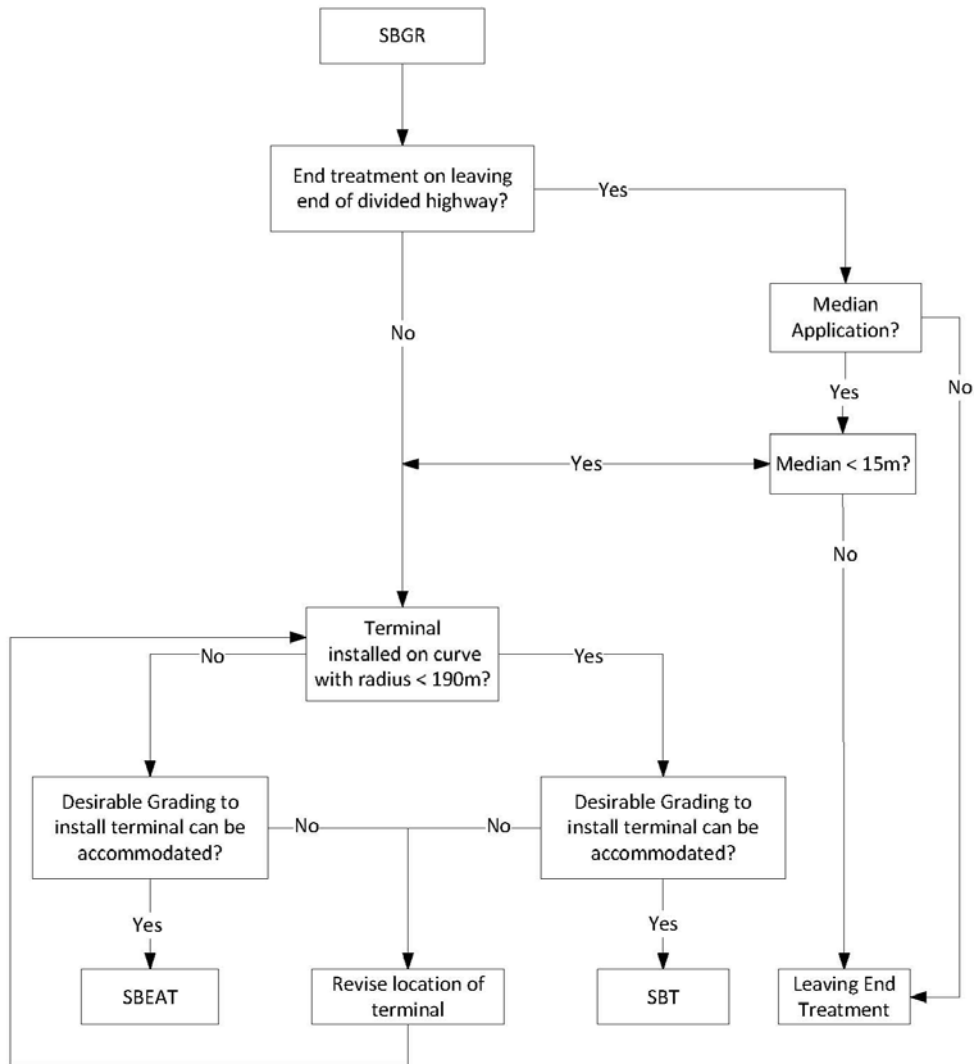 SBGR
End treatment on leaving
end of divided highway?
Yes
Median
Application?
No
Yes
No
Median < 15m?
Yes
No
Terminal
installed on curve
with radius < 190m?
No
Yes
Desirable Grading to
install terminal can be
accommodated?
No
No
Desirable Grading to
install terminal can be
accommodated?
Yes
Yes
SBEAT
Revise location of
terminal
SBT
Leaving End
Treatment